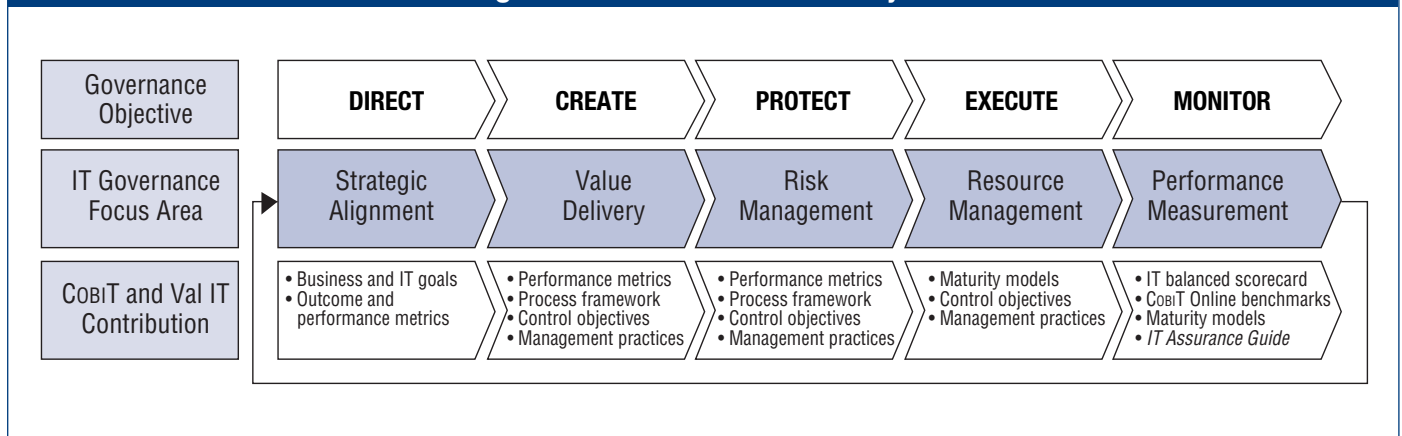 Governance
Objective
DIRECT
CREATE
PROTECT
EXECUTE
MONITOR
IT Governance
Focus Area
Strategic
Alignment
Value
Delivery
Risk
Management
Resource
Management
Performance
Measurement
COBIT and Val IT
Contribution
• Business and IT goals
• Outcome and
performance metrics
• Performance metrics
• Process framework
• Control objectives
• Management practices
• Performance metrics
• Process framework
• Control objectives
• Management practices
• Maturity models
• Control objectives
• Management practices
• IT balanced scorecard
• COBIT Online benchmarks
• Maturity models
• IT Assurance Guide